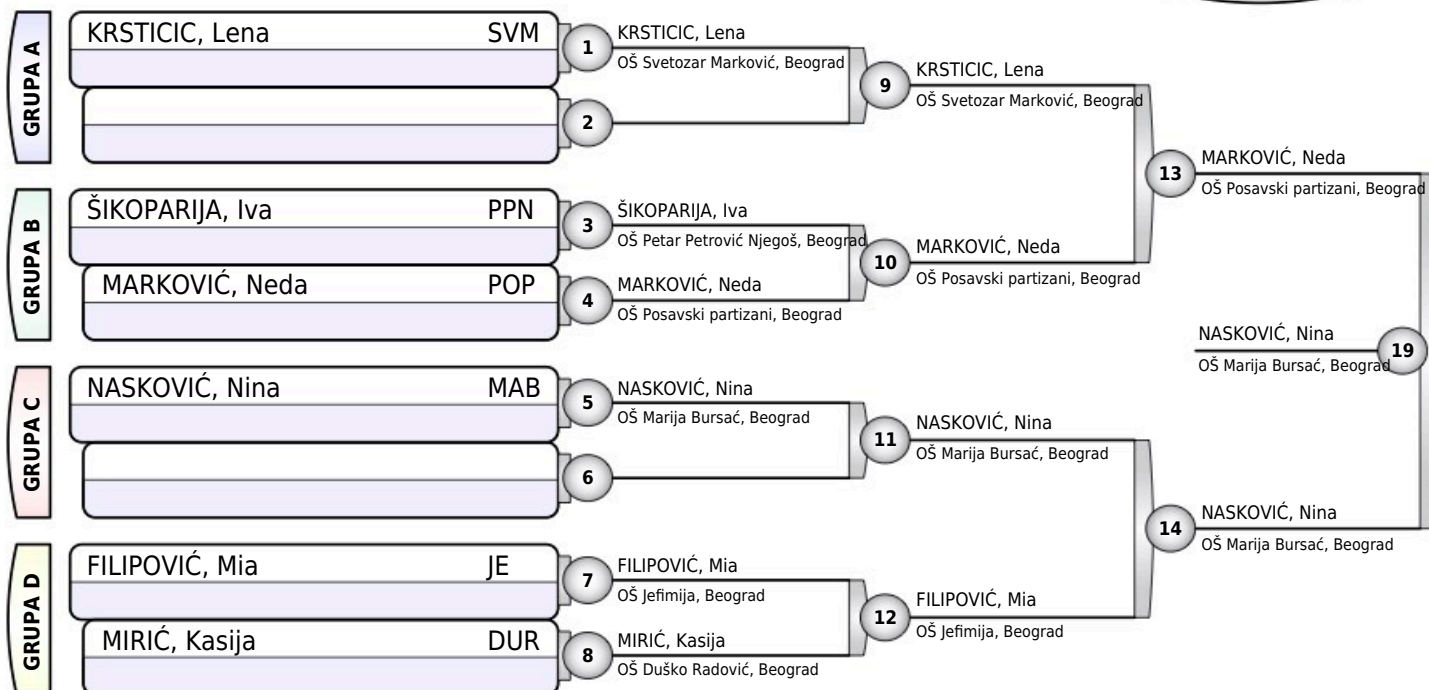 GRUPA A
KRSTICIC, Lena SVM
1
KRSTICIC, Lena
OŠ Svetozar Marković, Beograd
2
9
KRSTICIC, Lena
OŠ Svetozar Marković, Beograd
GRUPA B
ŠIKOPARIJA, Iva PPN
3
ŠIKOPARIJA, Iva
OŠ Petar Petrović Njegoš, Beograd
MARKOVIĆ, Neda POP
4
MARKOVIĆ, Neda
OŠ Posavski partizani, Beograd
10
MARKOVIĆ, Neda
OŠ Posavski partizani, Beograd
13
MARKOVIĆ, Neda
OŠ Posavski partizani, Beograd
GRUPA C
NASKOVIĆ, Nina MAB
5
NASKOVIĆ, Nina
OŠ Marija Bursać, Beograd
6
11
NASKOVIĆ, Nina
OŠ Marija Bursać, Beograd
GRUPA D
FILIPOVIĆ, Mia JE
7
FILIPOVIĆ, Mia
OŠ Jefimija, Beograd
MIRIĆ, Kasija DUR
8
MIRIĆ, Kasija
OŠ Duško Radović, Beograd
12
FILIPOVIĆ, Mia
OŠ Jefimija, Beograd
14
NASKOVIĆ, Nina
OŠ Marija Bursać, Beograd
NASKOVIĆ, Nina
OŠ Marija Bursać, Beograd
19